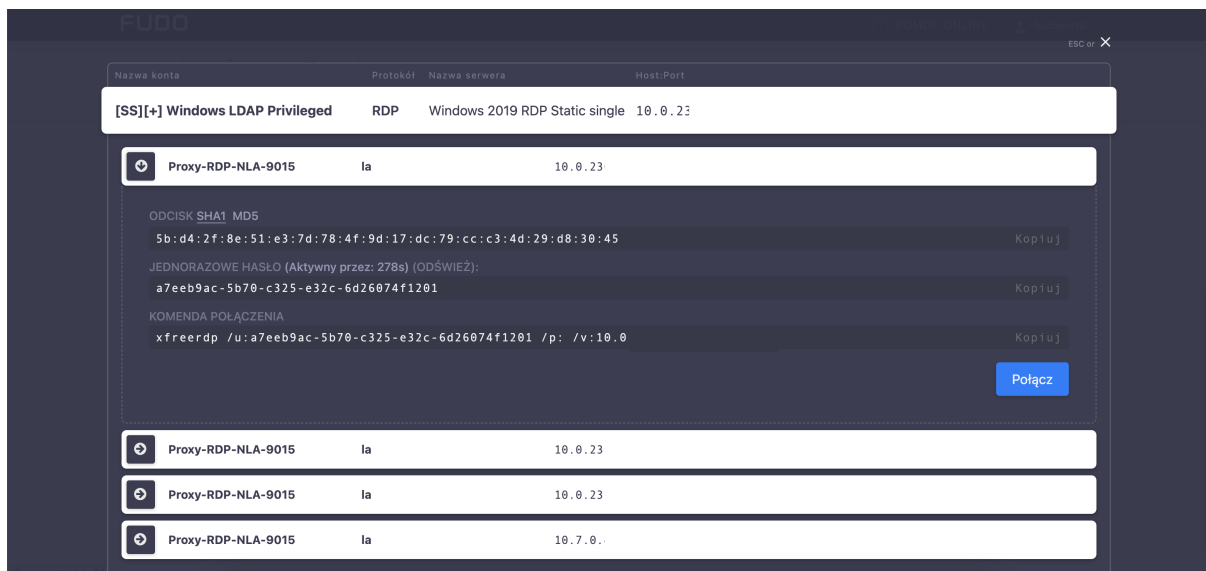 FUDO
ESC or X
Nazwa konta Protokół Nazwa serwera Host:Port
[SS][+] Windows LDAP Privileged RDP Windows 2019 RDP Static single 10.0.23
Proxy-RDP-NLA-9015 la 10.0.23
ODCISK SHA1 MD5
5b:d4:2f:8e:51:e3:7d:78:4f:9d:17:dc:79:cc:c3:4d:29:d8:30:45 Kopiuj
JEDNORAZOWE HASŁO (Aktywny przez: 278s) (ODŚWIEŻ):
a7eeb9ac-5b70-c325-e32c-6d26074f1201 Kopiuj
KOMENDA POŁĄCZENIA
xfreerdp /u:a7eeb9ac-5b70-c325-e32c-6d26074f1201 /p: /v:10.0 Kopiuj
Połącz
Proxy-RDP-NLA-9015 la 10.0.23
Proxy-RDP-NLA-9015 la 10.0.23
Proxy-RDP-NLA-9015 la 10.7.0.